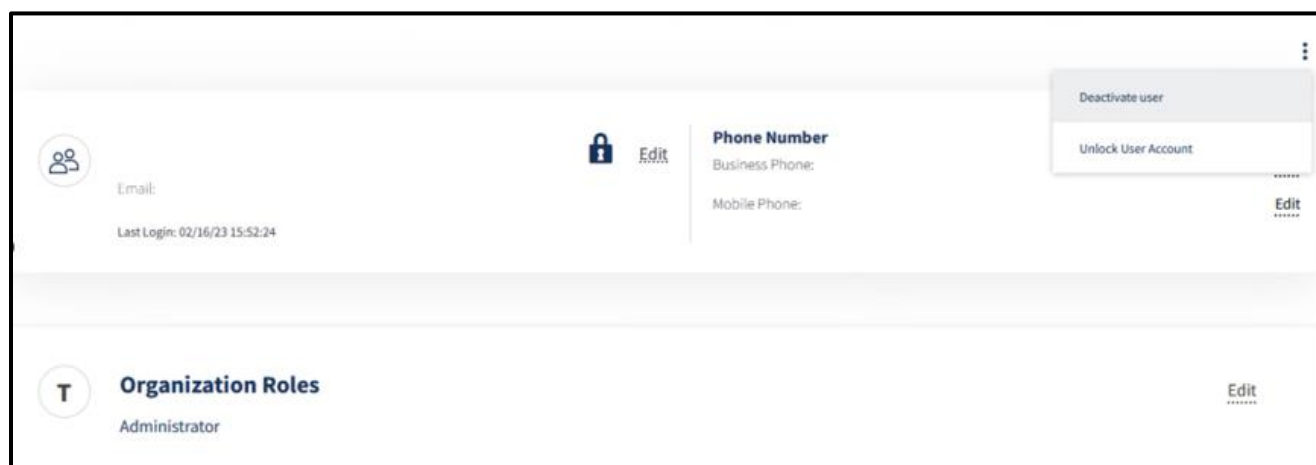 Deactivate user
Unlock User Account
Edit
Phone Number
Business Phone:
Email:
Mobile Phone:
Edit
Last Login: 02/16/23 15:52:24
T
Organization Roles
Edit
Administrator